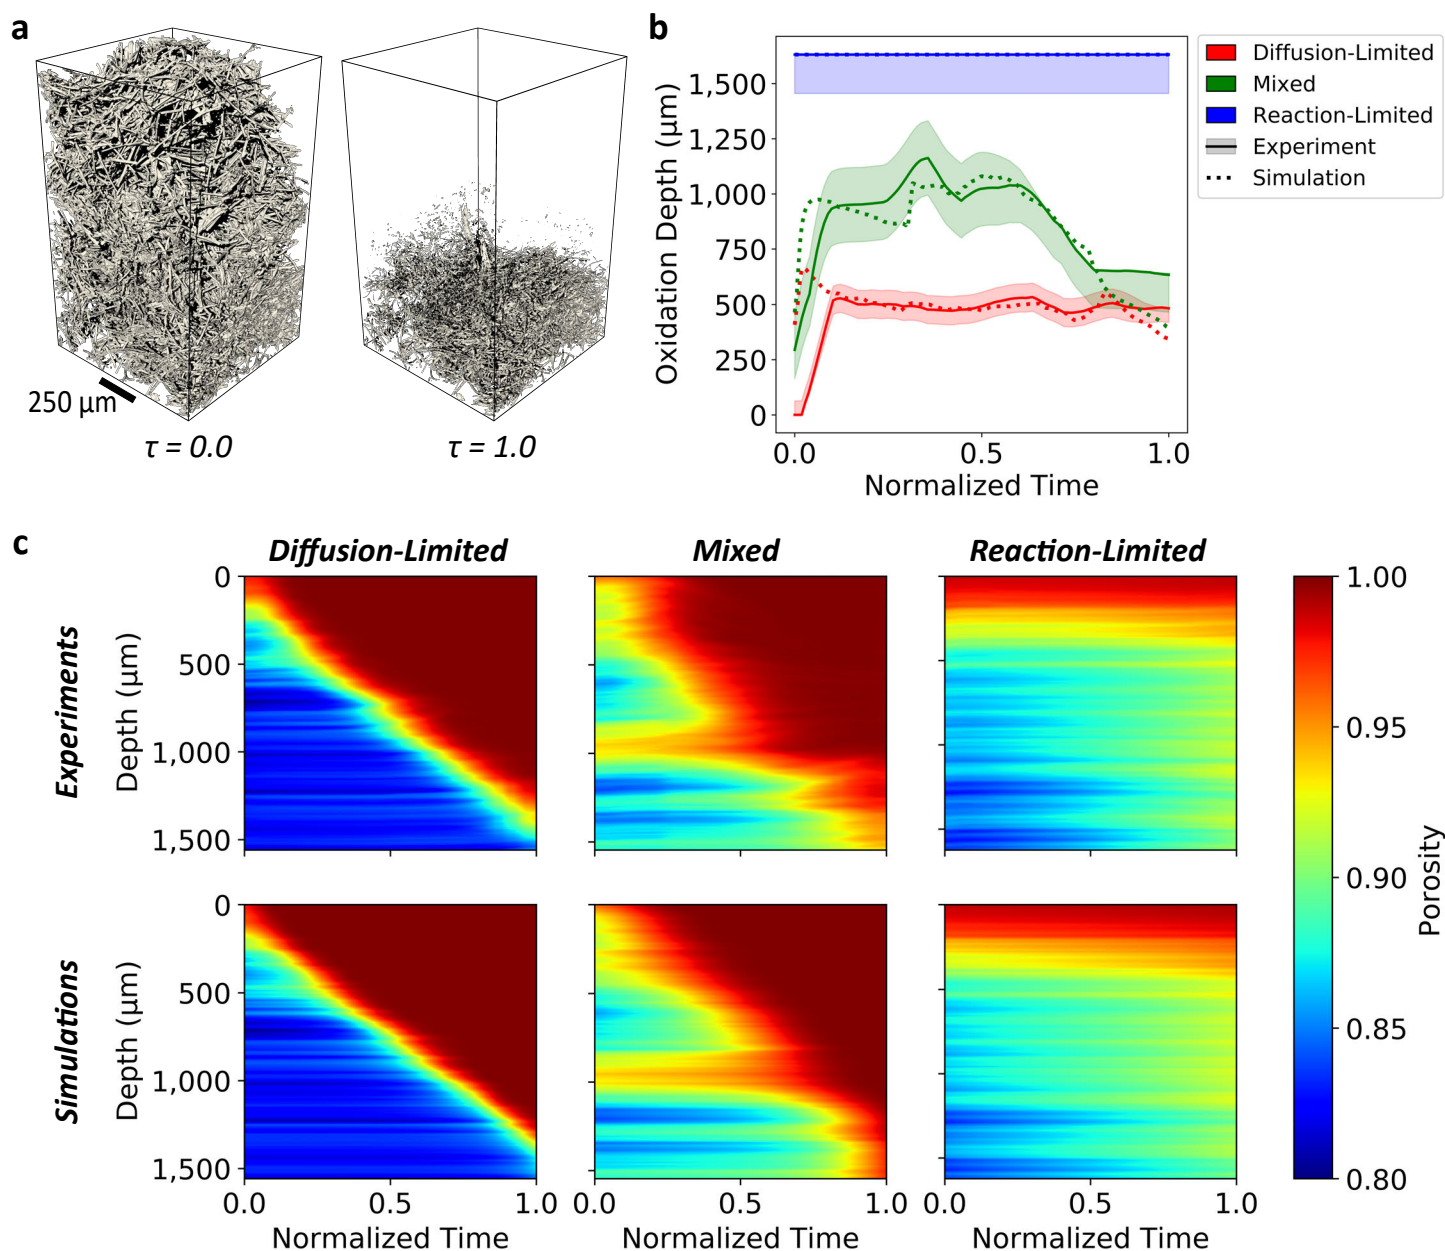 a
250 μm
τ = 0.0
τ = 1.0
b
Oxidation Depth (μm)
1,500
1,250
1,000
750
500
250
0
0.0 0.5 1.0
Normalized Time
Diffusion-Limited
Mixed
Reaction-Limited
Experiment
Simulation
c
Diffusion-Limited Mixed Reaction-Limited
Experiments
Depth (μm)
0
500
1,000
1,500
Simulations
Depth (μm)
0
500
1,000
1,500
0.0 0.5 1.0
Normalized Time
0.0 0.5 1.0
Normalized Time
0.0 0.5 1.0
Normalized Time
1.00
0.95
0.90
0.85
0.80
Porosity